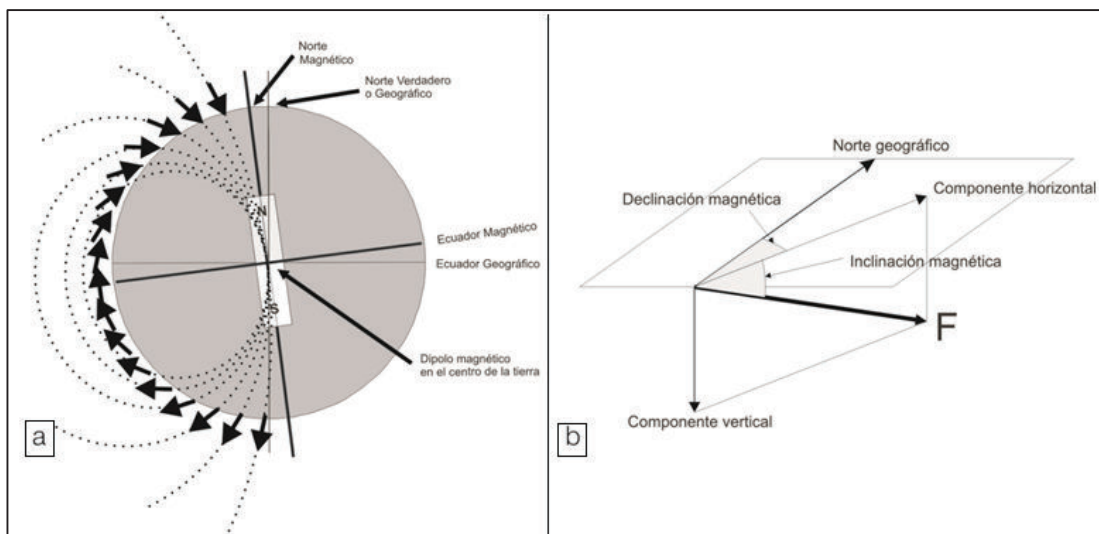 Norte
Magnético
Norte Verdadero
o Geográfico
N
Ecuador Magnético
Ecuador Geográfico
S
Dipolo magnético
en el centro de la tierra
a
Norte geográfico
Declinación magnética
Componente horizontal
Inclinación magnética
F
Componente vertical
b